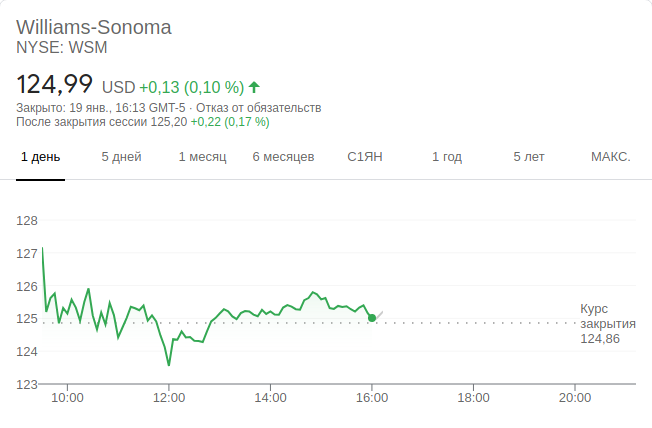 Williams-Sonoma
NYSE: WSM
124,99 USD +0,13 (0,10 %)
Закрыто: 19 янв., 16:13 GMT-5 · Отказ от обязательств
После закрытия сессии 125,20 +0,22 (0,17 %)
1 день 5 дней 1 месяц 6 месяцев С1ЯН 1 год 5 лет МАКС.
128
127
126
125
124
123
Курс
закрытия
124,86
10:00 12:00 14:00 16:00 18:00 20:00